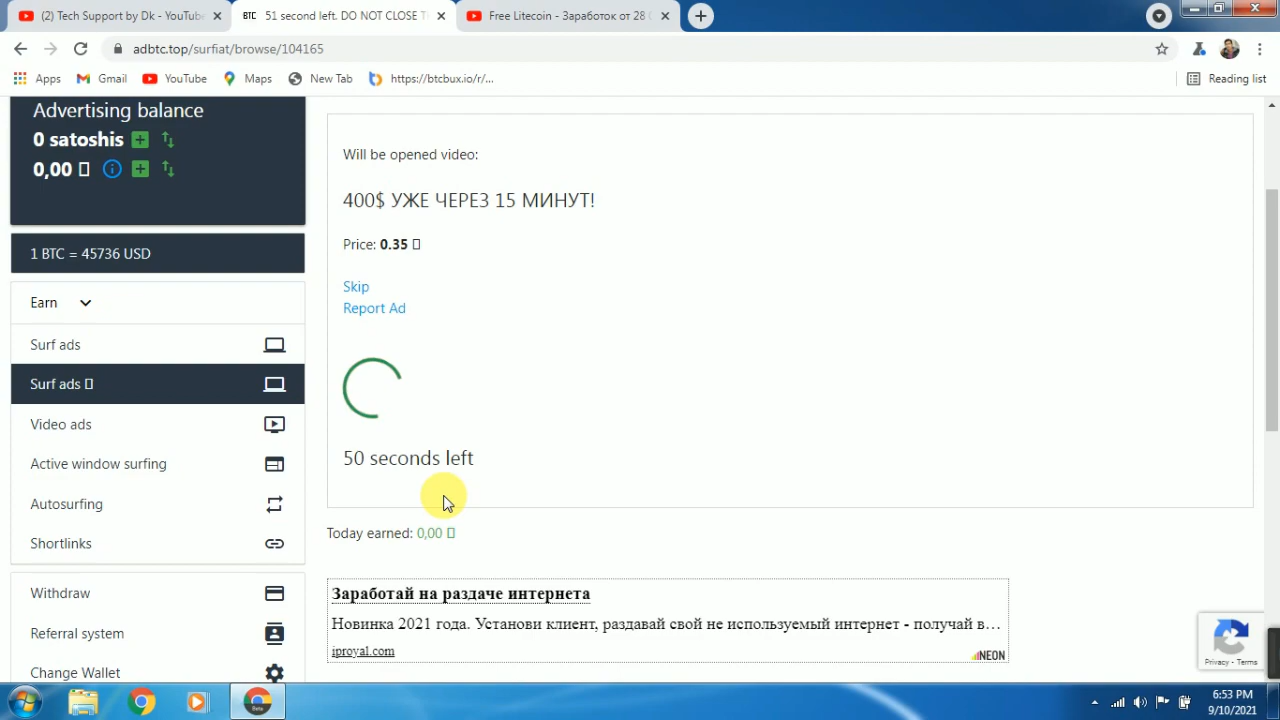 (2) Tech Support by Dk - YouTub
BTC 51 second left. DO NOT CLOSE T
Free Litecoin - Заработок от 28
adbtc.top/surfiat/browse/104165
Apps
Gmail
YouTube
Maps
New Tab
https://btcbux.io/r/...
Reading list
Advertising balance
0 satoshis
0,00
1 BTC = 45736 USD
Earn
Surf ads
Surf ads
Video ads
Active window surfing
Autosurfing
Shortlinks
Withdraw
Referral system
Change Wallet
Will be opened video:
400$ УЖЕ ЧЕРЕЗ 15 МИНУТ!
Price: 0.35
Skip
Report Ad
50 seconds left
Today earned: 0,00
Заработай на раздаче интернета
Новинка 2021 года. Установи клиент, раздавай свой не используемый интернет - получай в...
iproyal.com
NEON
Privacy - Terms
Beta
6:53 PM
9/10/2021